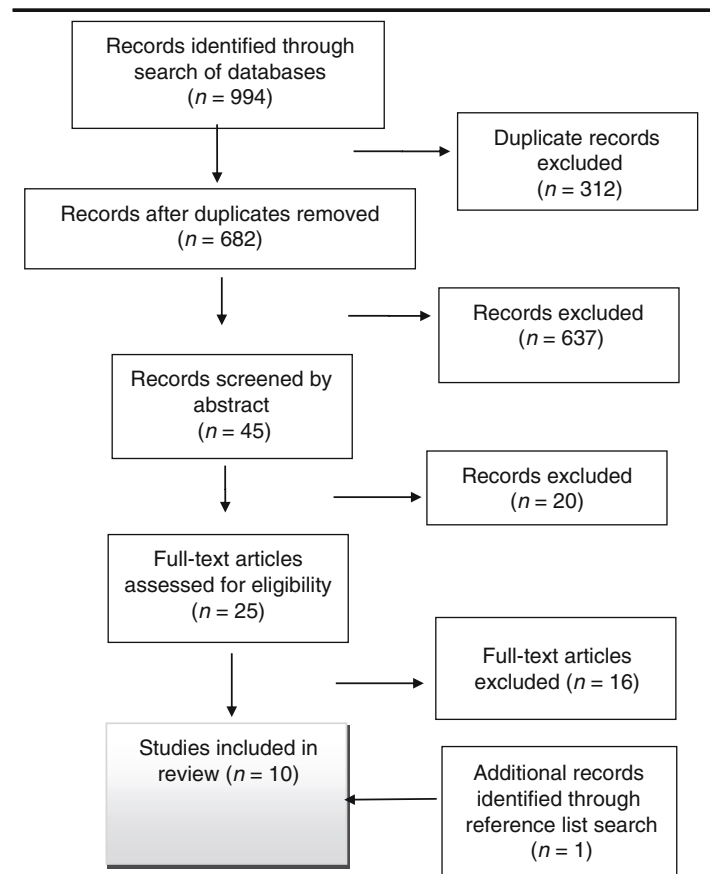 Records identified through
search of databases
(n = 994)
Duplicate records
excluded
(n = 312)
Records after duplicates removed
(n = 682)
Records excluded
(n = 637)
Records screened by
abstract
(n = 45)
Records excluded
(n = 20)
Full-text articles
assessed for eligibility
(n = 25)
Full-text articles
excluded (n = 16)
Studies included in
review (n = 10)
Additional records
identified through
reference list search
(n = 1)